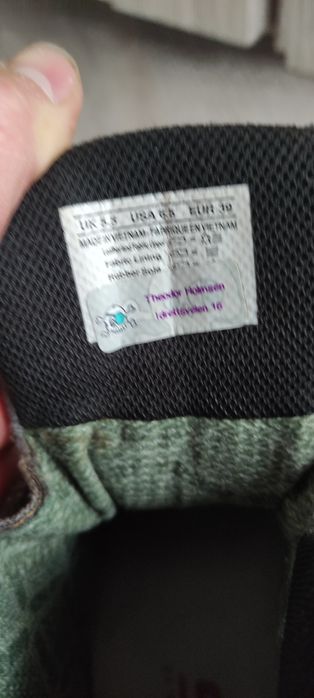 UK 5.5 USA 6.5 EUR 39
MADE IN VIETNAM - FABRIQUE EN VIETNAM
Leather/
Fabric Lining
Rubber Sole
Theodor Holmsen
Idrettsveien 16